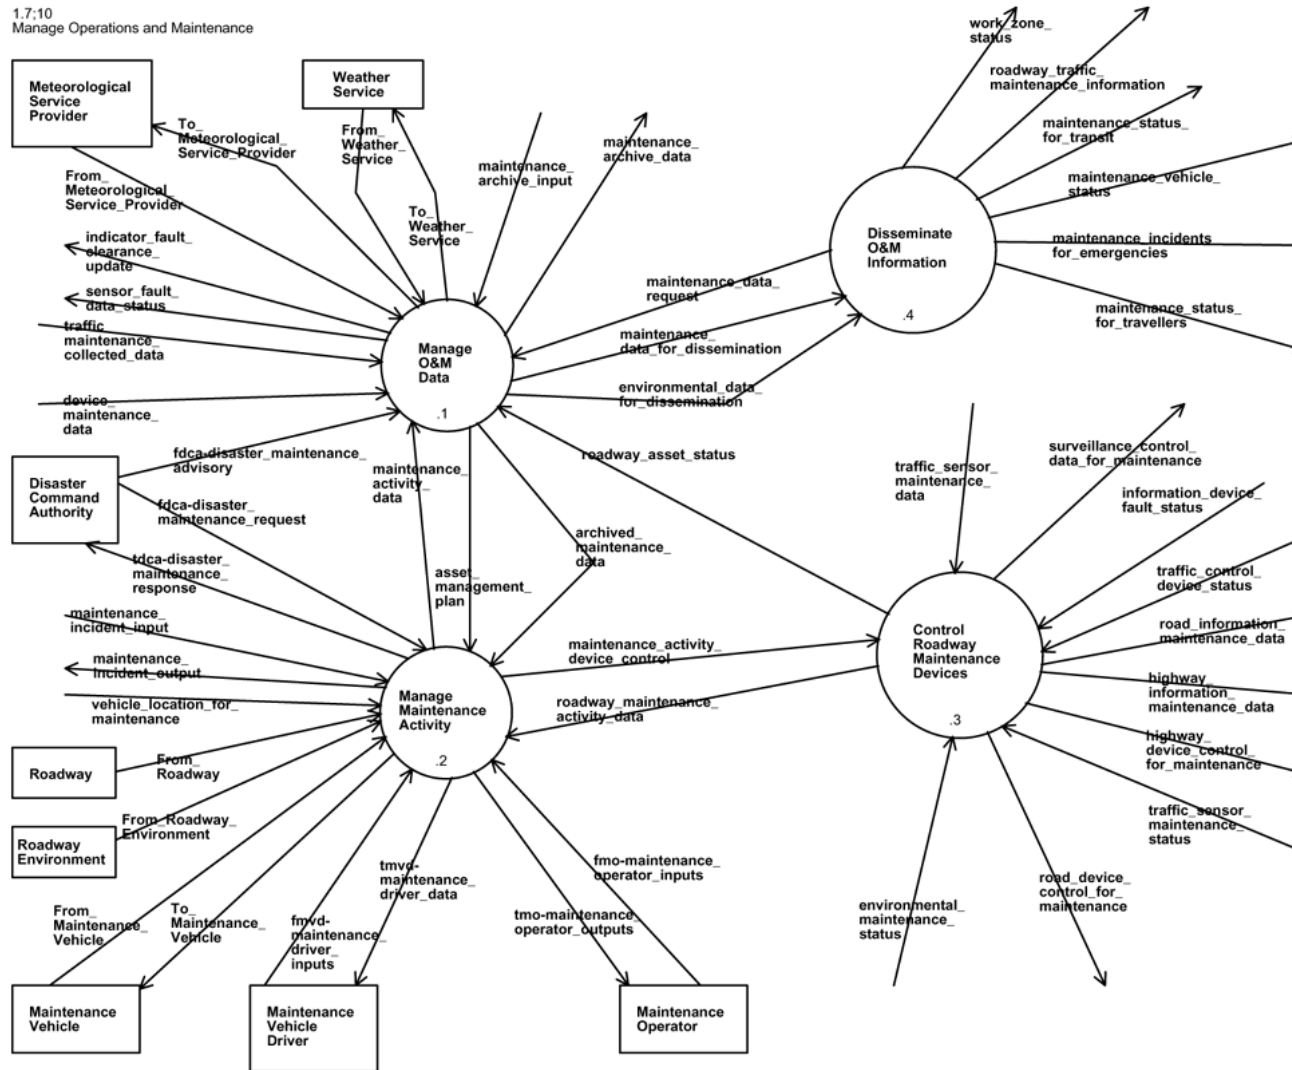 1.7;10
Manage Operations and Maintenance
Meteorological
Service
Provider
Weather
Service
To_
Meteorological_
Service_Provider
From_
Weather_
Service
maintenance_
archive_input
maintenance_
archive_data
work_zone_
status
roadway_traffic_
maintenance_information
maintenance_status_
for_transit
maintenance_vehicle_
status
maintenance_incidents
for_emergencies
maintenance_status_
for_travellers
From_
Meteorological_
Service_Provider
To_
Weather_
Service
indicator_fault_
clearance_
update
sensor_fault_
data_status
traffic_
maintenance_
collected_data
device_
maintenance_
data
Manage
O&M
Data
.1
Disseminate
O&M
Information
.4
maintenance_data_
request
maintenance_
data_for_dissemination
environmental_data_
for_dissemination
fdca-disaster_maintenance_
advisory
maintenance_
activity_
data
roadway_asset_status
Disaster
Command
Authority
fdca-disaster_
maintenance_request
tdca-disaster_
maintenance_
response
asset_
management_
plan
archived_
maintenance_
data
traffic_sensor_
maintenance_
data
surveillance_control_
data_for_maintenance
information_device_
fault_status
traffic_control_
device_status
road_information_
maintenance_data
highway_
information_
maintenance_data
highway_
device_control_
for_maintenance
traffic_sensor_
maintenance_
status
maintenance_
incident_input
maintenance_
incident_output
vehicle_location_for_
maintenance
Manage
Maintenance
Activity
.2
maintenance_activity_
device_control
roadway_maintenance_
activity_data
Control
Roadway
Maintenance
Devices
.3
Roadway
From_
Roadway
Roadway
Environment
From_Roadway_
Environment
From_
Maintenance_
Vehicle
To_
Maintenance_
Vehicle
fmvd-
maintenance_
driver_
inputs
tmvd-
maintenance_
driver_data
tmo-maintenance_
operator_outputs
fmo-maintenance_
operator_inputs
environmental_
maintenance_
status
road_device_
control_for_
maintenance
Maintenance
Vehicle
Maintenance
Vehicle
Driver
Maintenance
Operator